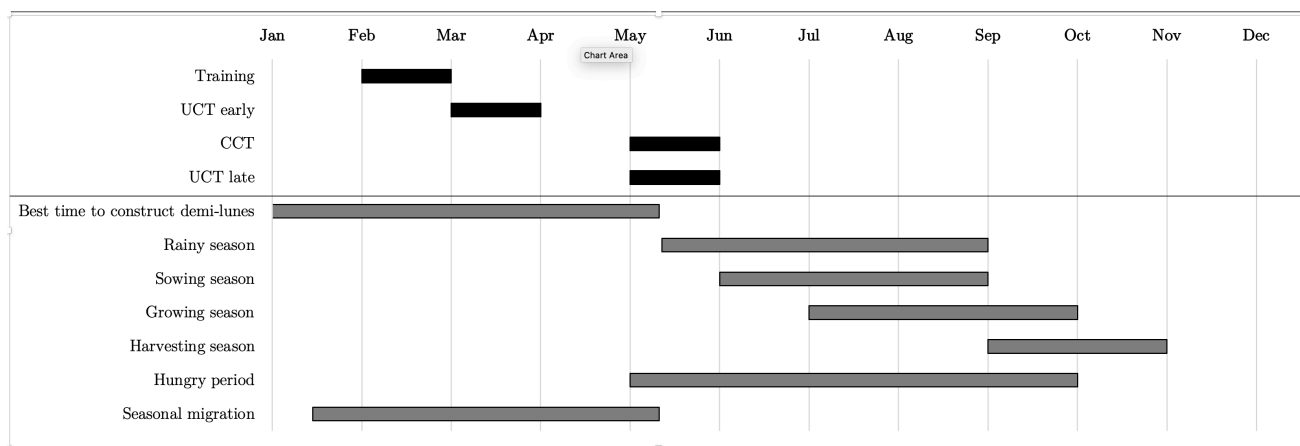 Jan Feb Mar Apr May Jun Jul Aug Sep Oct Nov Dec
Chart Area
Training
UCT early
CCT
UCT late
Best time to construct demi-lunes
Rainy season
Sowing season
Growing season
Harvesting season
Hungry period
Seasonal migration